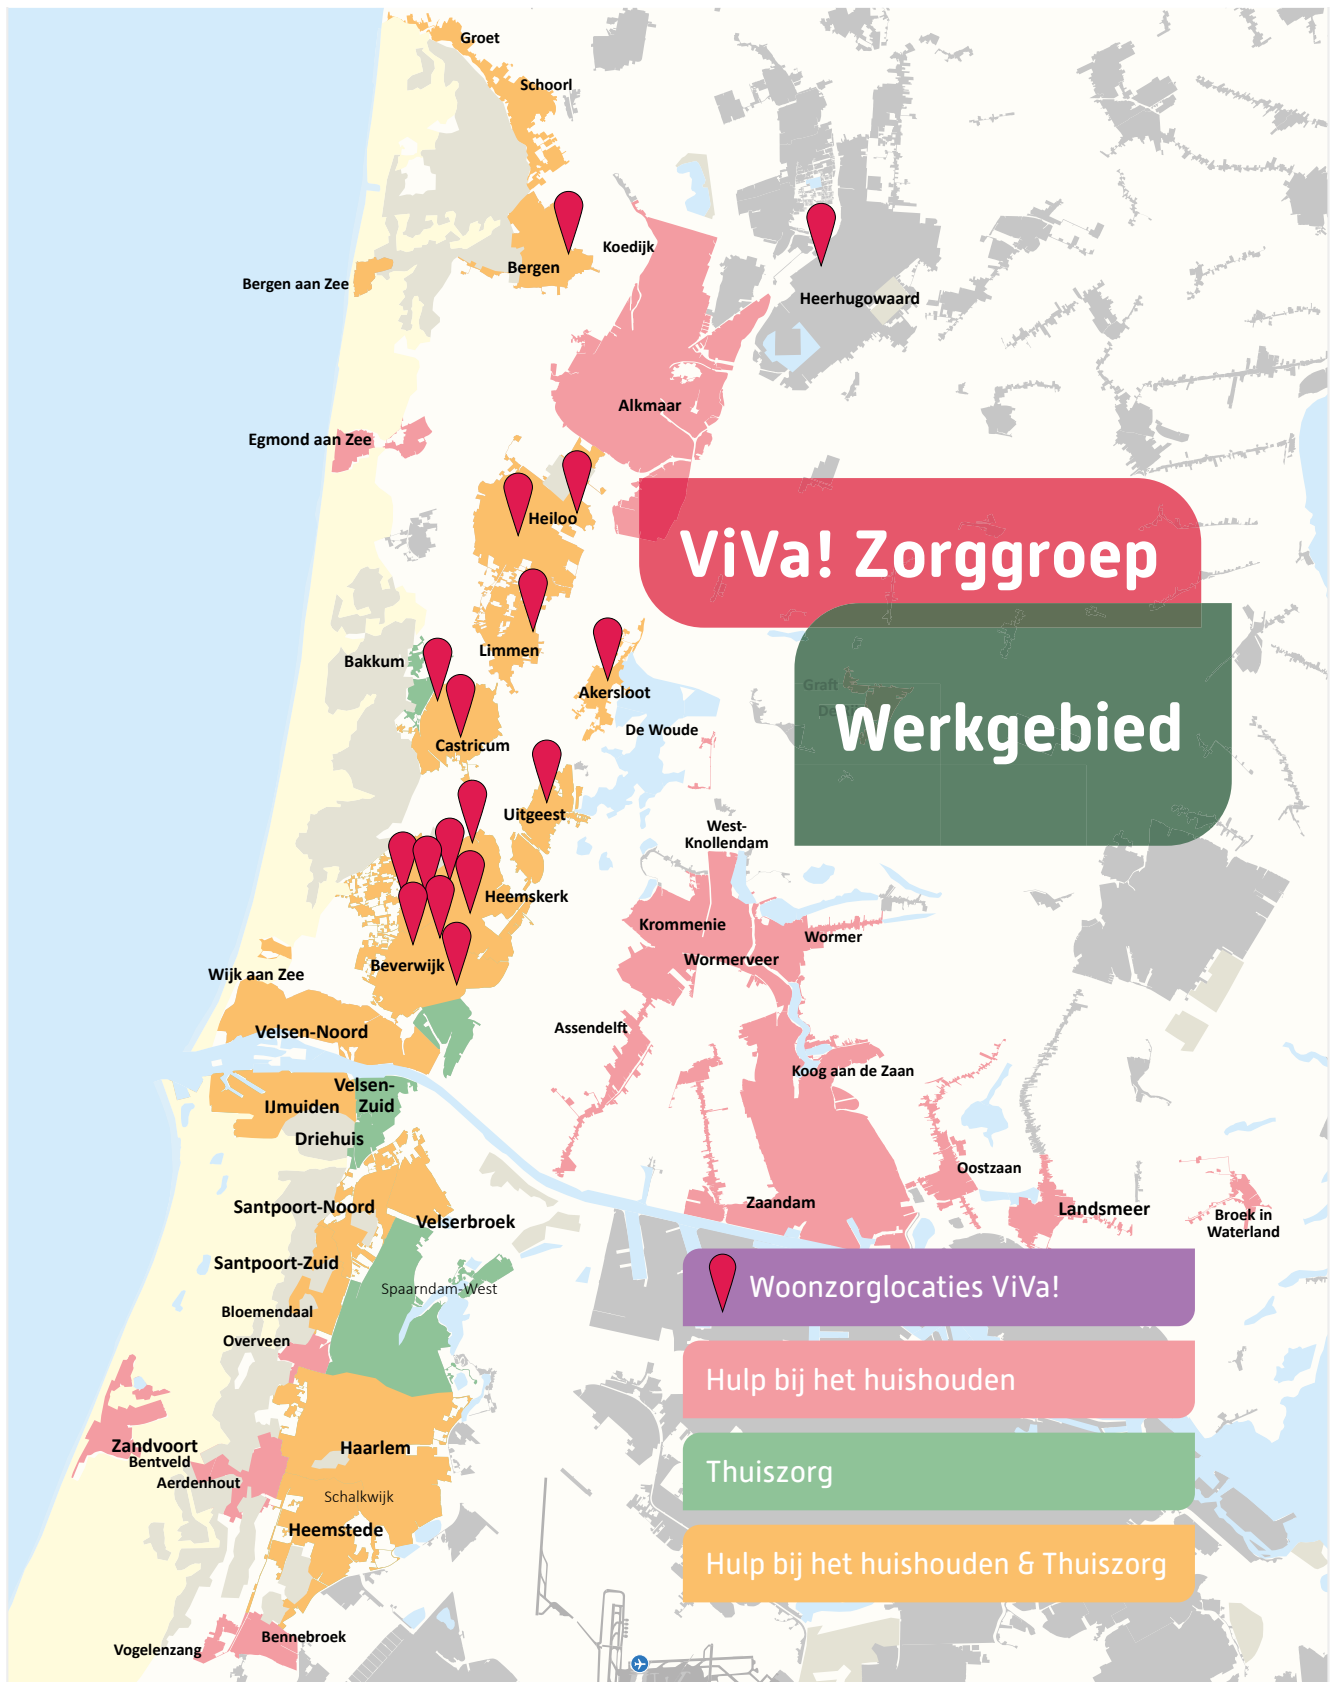 Groet
Schoorl
Koedijk
Bergen
Bergen aan Zee
Heerhugowaard
Alkmaar
Egmond aan Zee
Heiloo
ViVa! Zorggroep
Limmen
Bakkum
Akersloot
Graft
De
Werkgebied
De Woude
Castricum
Uitgeest
West-
Knollendam
Heemskerk
Krommenie
Wormer
Wormerveer
Beverwijk
Wijk aan Zee
Velsen-Noord
Assendelft
Koog aan de Zaan
Velsen-
Zuid
IJmuiden
Driehuis
Oostzaan
Zaandam
Landsmeer
Broek in
Waterland
Santpoort-Noord
Velserbroek
Santpoort-Zuid
Spaarndam-West
Woonzorglocaties ViVa!
Bloemendaal
Overveen
Hulp bij het huishouden
Zandvoort
Bentveld
Haarlem
Aerdenhout
Thuiszorg
Schalkwijk
Heemstede
Hulp bij het huishouden & Thuiszorg
Bennebroek
Vogelenzang